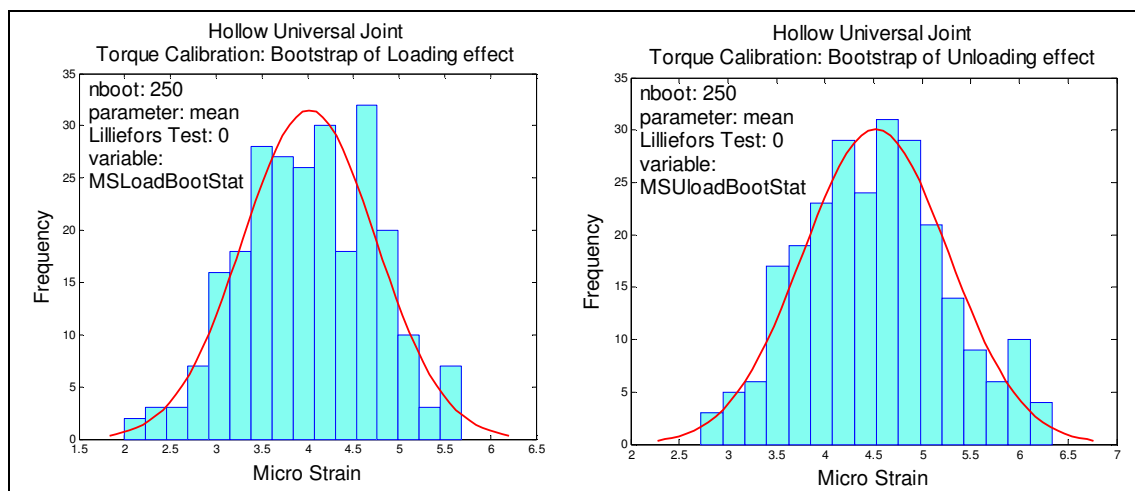 Hollow Universal Joint
Torque Calibration: Bootstrap of Loading effect
35
30
25
20
15
10
5
0
Frequency
nboot: 250
parameter: mean
Lilliefors Test: 0
variable:
MSLoadBootStat
1.5 2 2.5 3 3.5 4 4.5 5 5.5 6 6.5
Micro Strain
Hollow Universal Joint
Torque Calibration: Bootstrap of Unloading effect
35
30
25
20
15
10
5
0
Frequency
nboot: 250
parameter: mean
Lilliefors Test: 0
variable:
MSUloadBootStat
2 2.5 3 3.5 4 4.5 5 5.5 6 6.5 7
Micro Strain